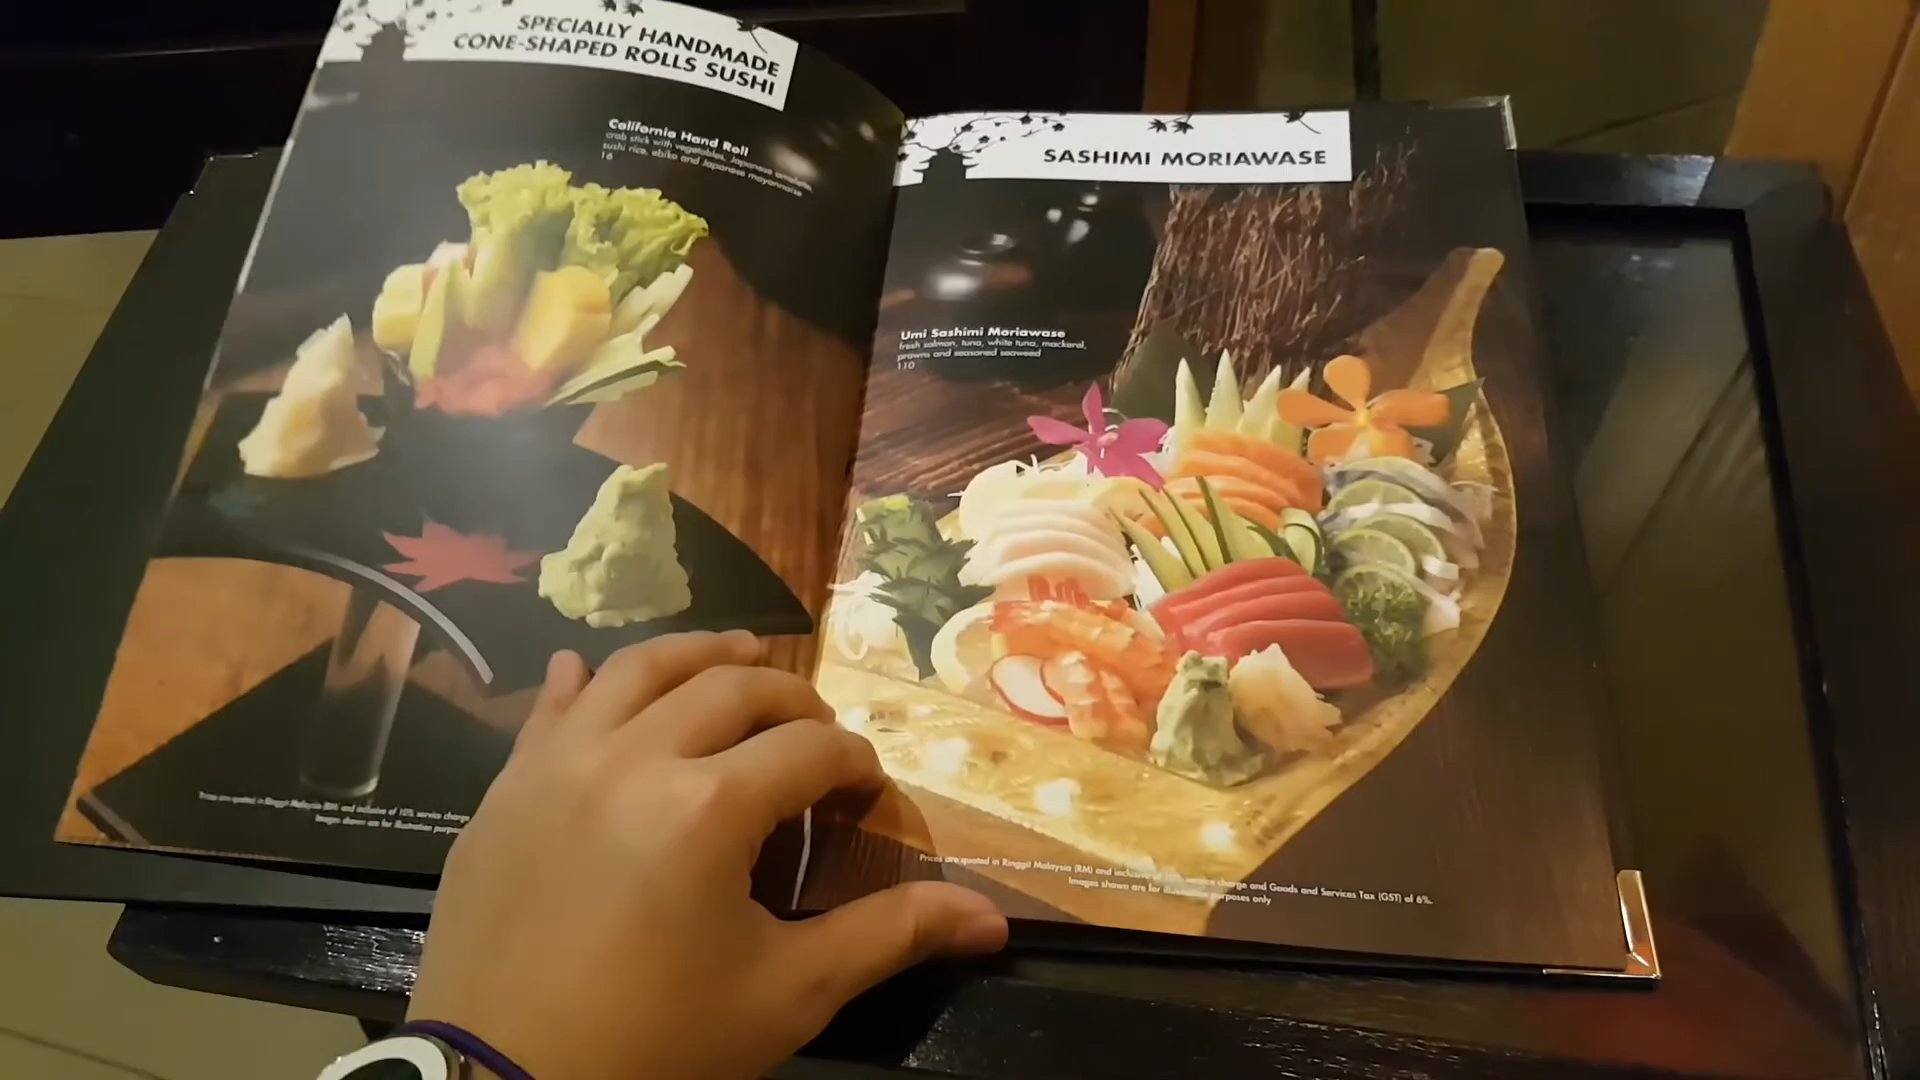 SPECIALLY HANDMADE
CONE-SHAPED ROLLS SUSHI
California Hand Roll
crab stick with vegetables, Japanese omelette,
sushi rice, ebiko and Japanese mayonnaise
16
Prices are quoted in Ringgit Malaysia (RM) and inclusive of 10% service charge
Images shown are for illustration purposes
SASHIMI MORIAWASE
Umi Sashimi Moriawase
fresh salmon, tuna, white tuna, mackerel,
prawns and seasoned seaweed
110
Prices are quoted in Ringgit Malaysia (RM) and inclusive of 10% service charge and Goods and Services Tax (GST) of 6%.
Images shown are for illustration purposes only